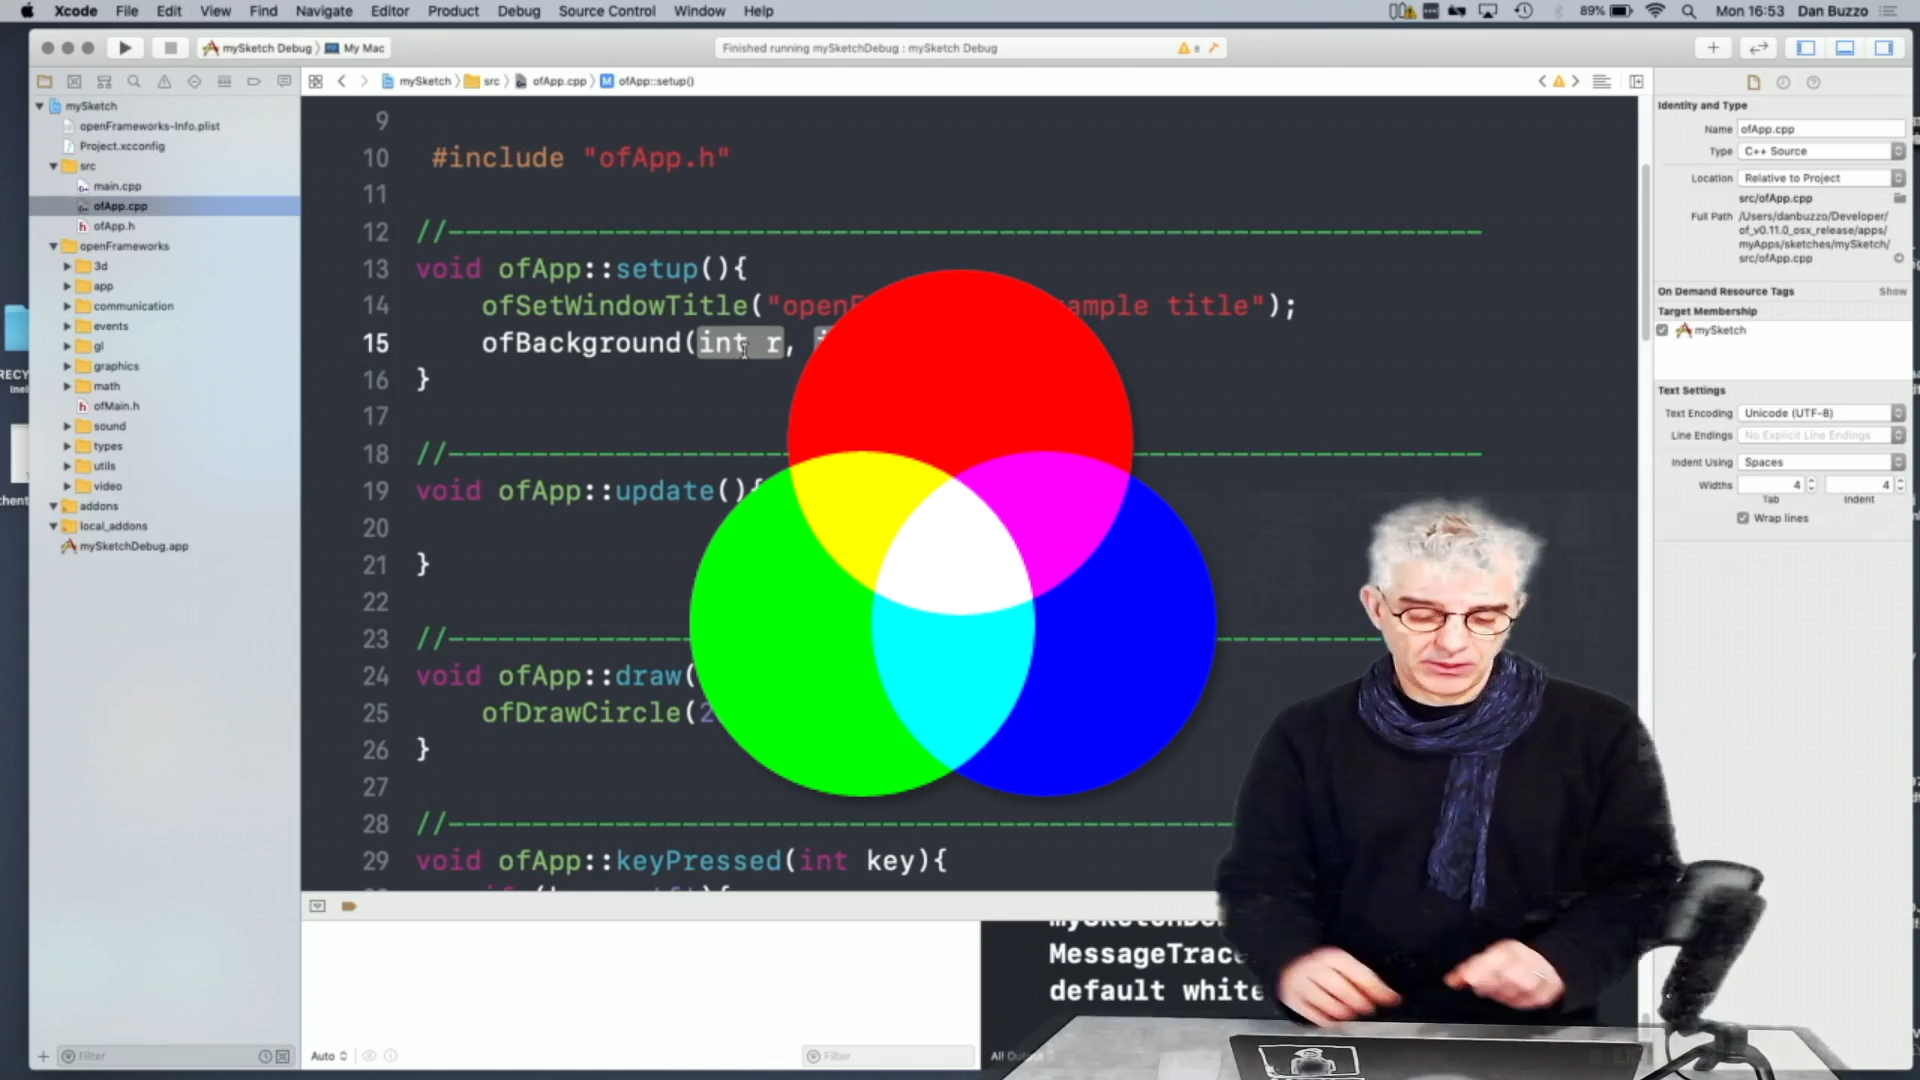 Xcode File Edit View Find Navigate Editor Product Debug Source Control Window Help
89% Mon 16:53 Dan Buzzo
mySketch Debug My Mac
Finished running mySketchDebug : mySketch Debug
8
mySketch src ofApp.cpp M ofApp::setup()
mySketch
openFrameworks-Info.plist
Project.xcconfig
src
main.cpp
ofApp.cpp
h ofApp.h
openFrameworks
3d
app
communication
events
gl
graphics
math
h ofMain.h
sound
types
utils
video
addons
local_addons
mySketchDebug.app
Filter
9
10 #include "ofApp.h"
11
12 //
13 void ofApp::setup(){
14 ofSetWindowTitle("openF ample title");
15 ofBackground(int r, i
16 }
17
18 //
19 void ofApp::update(){
20
21 }
22
23 //
24 void ofApp::draw(
25 ofDrawCircle(2
26 }
27
28 //
29 void ofApp::keyPressed(int key){
MessageTrace
default white
Auto
Filter
Identity and Type
Name ofApp.cpp
Type C++ Source
Location Relative to Project
src/ofApp.cpp
Full Path /Users/danbuzzo/Developer/
of_v0.11.0_osx_release/apps/
myApps/sketches/mySketch/
src/ofApp.cpp
On Demand Resource Tags Show
Target Membership
mySketch
Text Settings
Text Encoding Unicode (UTF-8)
Line Endings No Explicit Line Endings
Indent Using Spaces
Widths 4 4
Tab Indent
Wrap lines